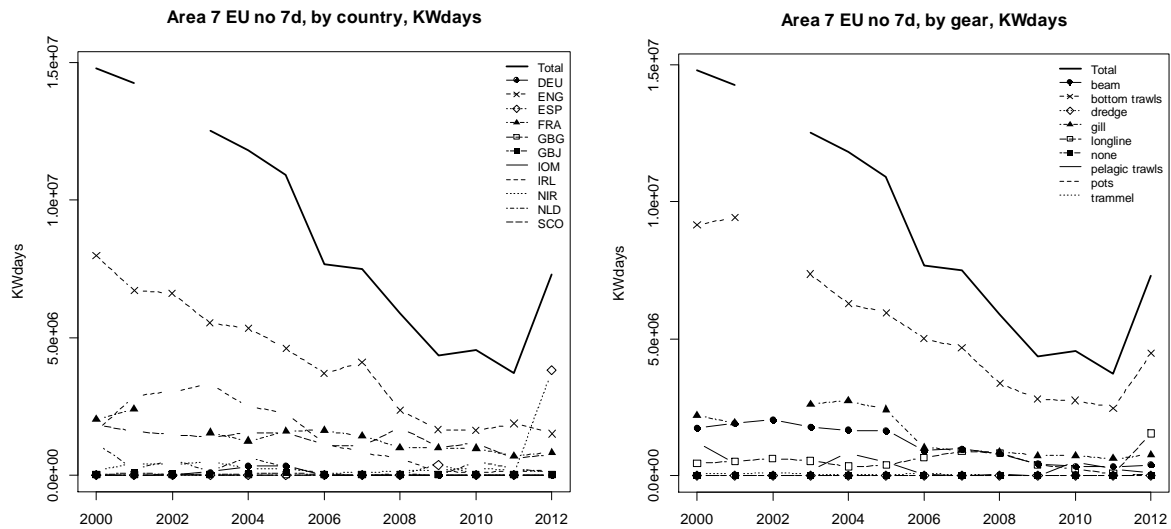 Area 7 EU no 7d, by country, KWdays
KWdays
0.0e+00
5.0e+06
1.0e+07
1.5e+07
2000
2002
2004
2006
2008
2010
2012
Total
DEU
ENG
ESP
FRA
GBG
GBJ
IOM
IRL
NIR
NLD
SCO
Area 7 EU no 7d, by gear, KWdays
KWdays
0.0e+00
5.0e+06
1.0e+07
1.5e+07
2000
2002
2004
2006
2008
2010
2012
Total
beam
bottom trawls
dredge
gill
longline
none
pelagic trawls
pots
trammel